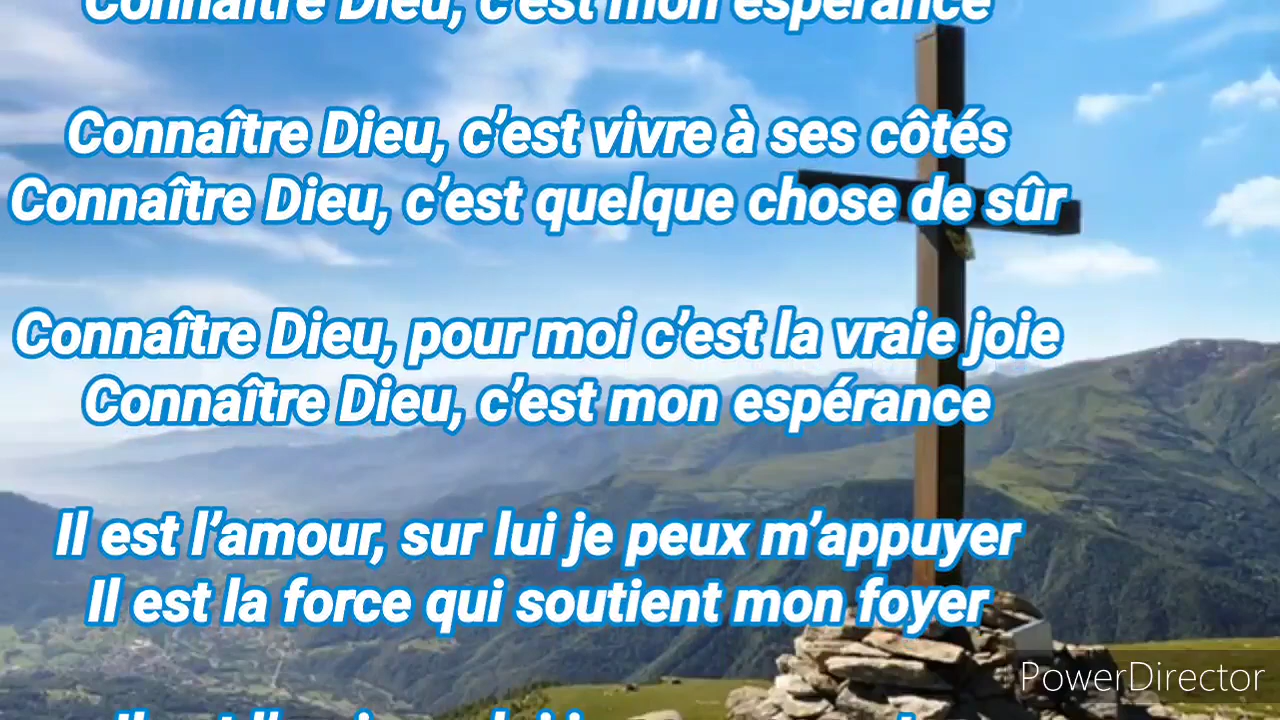 Connaître Dieu, c’est mon espérance
Connaître Dieu, c’est vivre à ses côtés
Connaître Dieu, c’est quelque chose de sûr
Connaître Dieu, pour moi c’est la vraie joie
Connaître Dieu, c’est mon espérance
Il est l’amour, sur lui je peux m’appuyer
Il est la force qui soutient mon foyer
PowerDirector